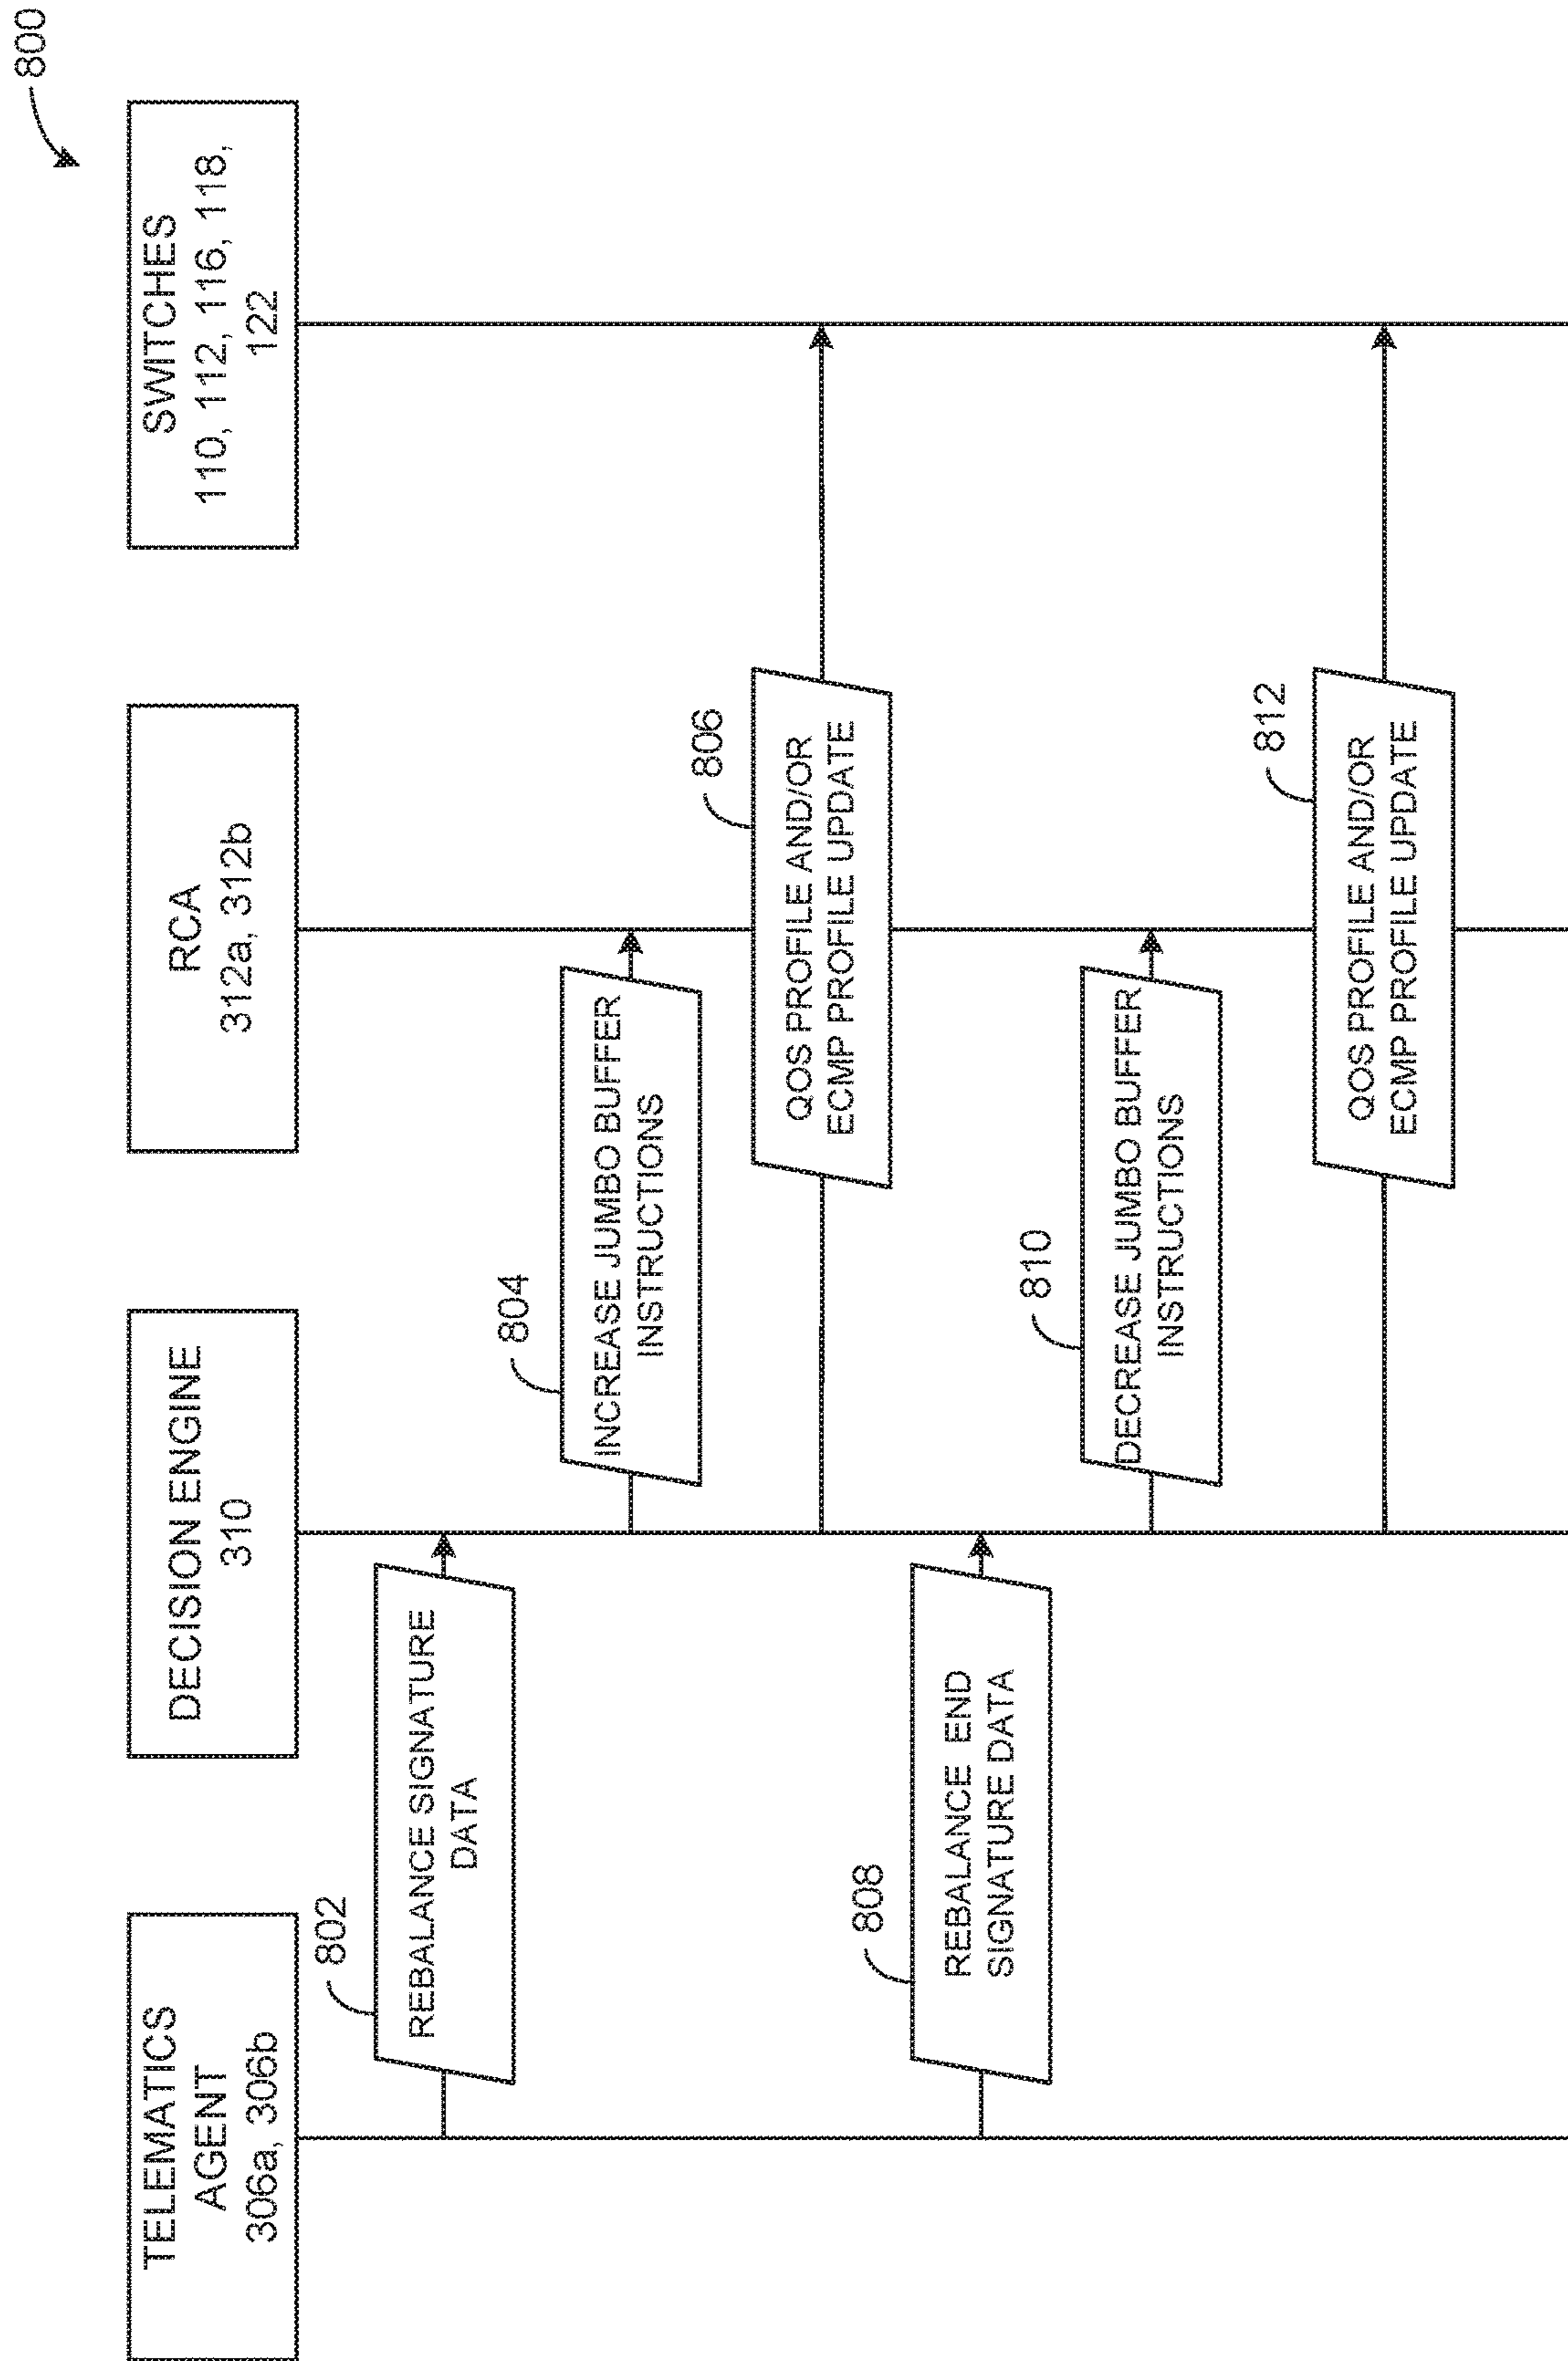 800
TELEMATICS
AGENT
306a, 306b
DECISION ENGINE
310
RCA
312a, 312b
SWITCHES
110, 112, 116, 118,
122
802
REBALANCE SIGNATURE
DATA
804
INCREASE JUMBO BUFFER
INSTRUCTIONS
806
QOS PROFILE AND/OR
ECMP PROFILE UPDATE
808
REBALANCE END
SIGNATURE DATA
810
DECREASE JUMBO BUFFER
INSTRUCTIONS
812
QOS PROFILE AND/OR
ECMP PROFILE UPDATE